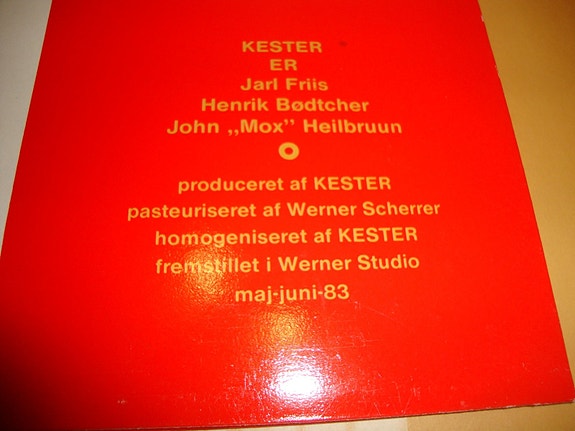 KESTER
ER
Jarl Friis
Henrik Bødtcher
John „Mox” Heilbruun
produceret af KESTER
pasteuriseret af Werner Scherrer
homogeniseret af KESTER
fremstillet i Werner Studio
maj-juni-83